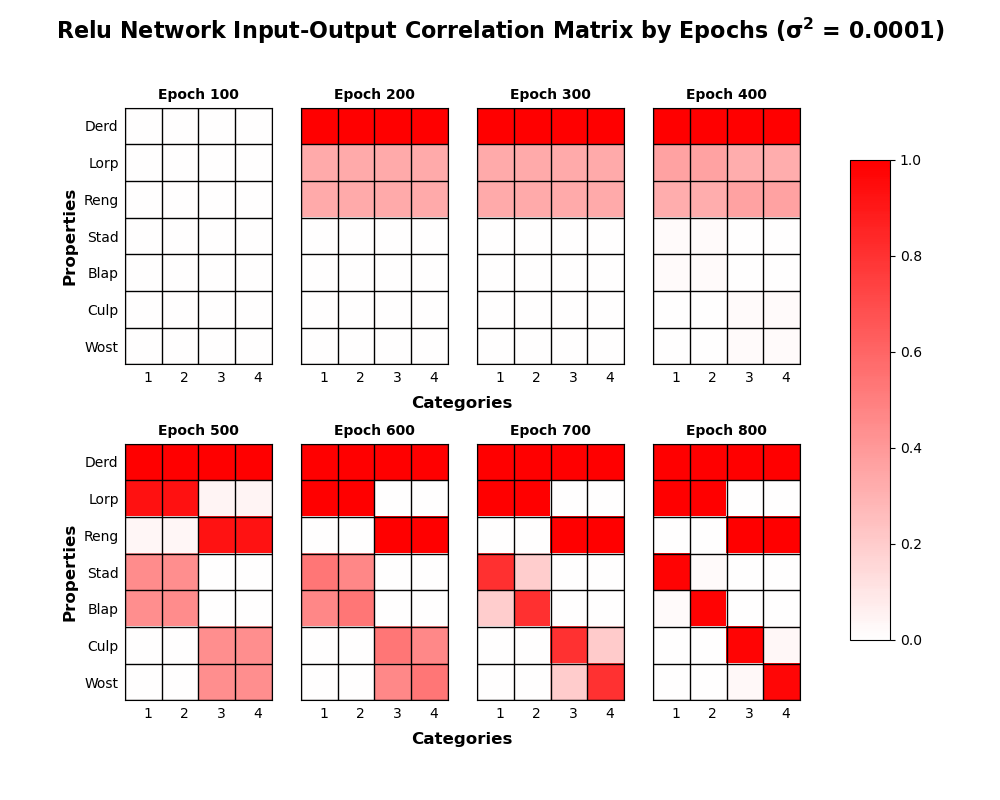 Relu Network Input-Output Correlation Matrix by Epochs (σ² = 0.0001)
Epoch 100 Epoch 200 Epoch 300 Epoch 400
Derd
Lorp
Reng
Stad
Blap
Culp
Wost
Properties
1 2 3 4 1 2 3 4 1 2 3 4 1 2 3 4
Categories
Epoch 500 Epoch 600 Epoch 700 Epoch 800
Derd
Lorp
Reng
Stad
Blap
Culp
Wost
Properties
1 2 3 4 1 2 3 4 1 2 3 4 1 2 3 4
Categories
1.0
0.8
0.6
0.4
0.2
0.0